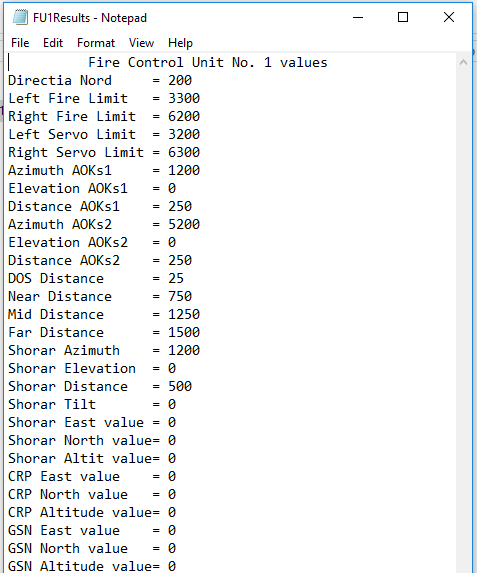 FU1Results - Notepad
File Edit Format View Help
Fire Control Unit No. 1 values
Directia Nord = 200
Left Fire Limit = 3300
Right Fire Limit = 6200
Left Servo Limit = 3200
Right Servo Limit = 6300
Azimuth AOKs1 = 1200
Elevation AOKs1 = 0
Distance AOKs1 = 250
Azimuth AOKs2 = 5200
Elevation AOKs2 = 0
Distance AOKs2 = 250
DOS Distance = 25
Near Distance = 750
Mid Distance = 1250
Far Distance = 1500
Shorar Azimuth = 1200
Shorar Elevation = 0
Shorar Distance = 500
Shorar Tilt = 0
Shorar East value = 0
Shorar North value= 0
Shorar Altit value= 0
CRP East value = 0
CRP North value = 0
CRP Altitude value= 0
GSN East value = 0
GSN North value = 0
GSN Altitude value= 0